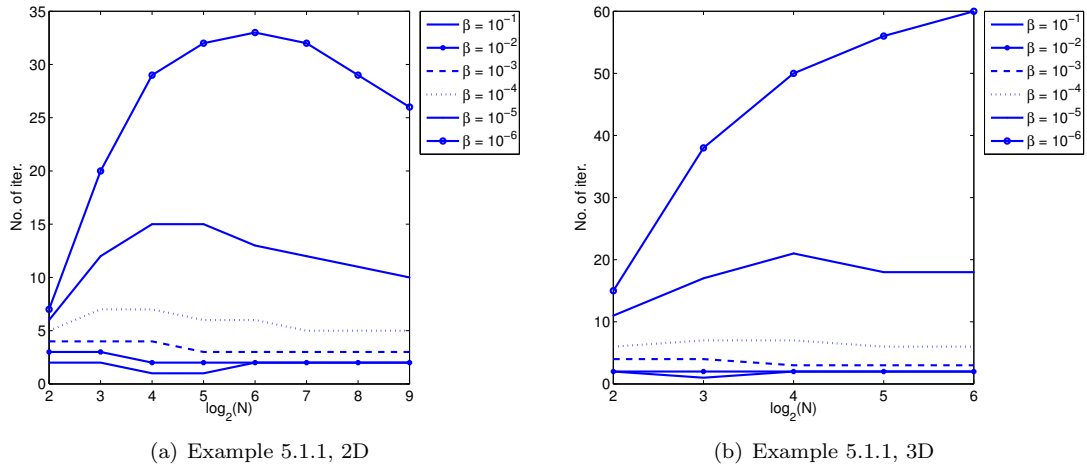 35
30
25
20
15
10
5
0
No. of iter.
2 3 4 5 6 7 8 9
log₂(N)
β = 10⁻¹
β = 10⁻²
β = 10⁻³
β = 10⁻⁴
β = 10⁻⁵
β = 10⁻⁶
(a) Example 5.1.1, 2D
60
50
40
30
20
10
0
No. of iter.
2 3 4 5 6
log₂(N)
β = 10⁻¹
β = 10⁻²
β = 10⁻³
β = 10⁻⁴
β = 10⁻⁵
β = 10⁻⁶
(b) Example 5.1.1, 3D